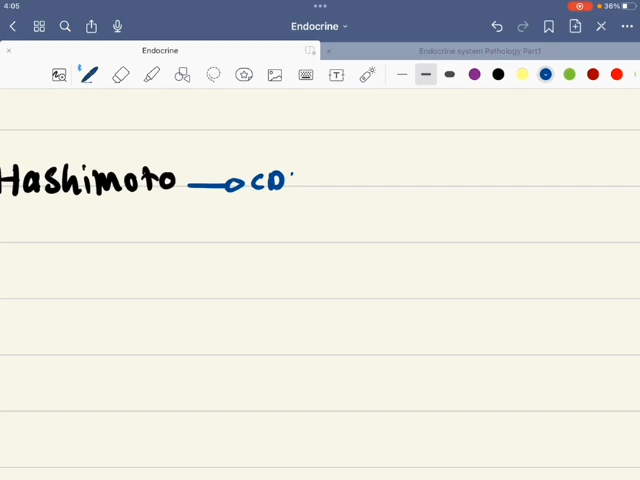 4:05
36%
Endocrine
Endocrine
Endocrine system Pathology Part1
T
Hashimoto CD